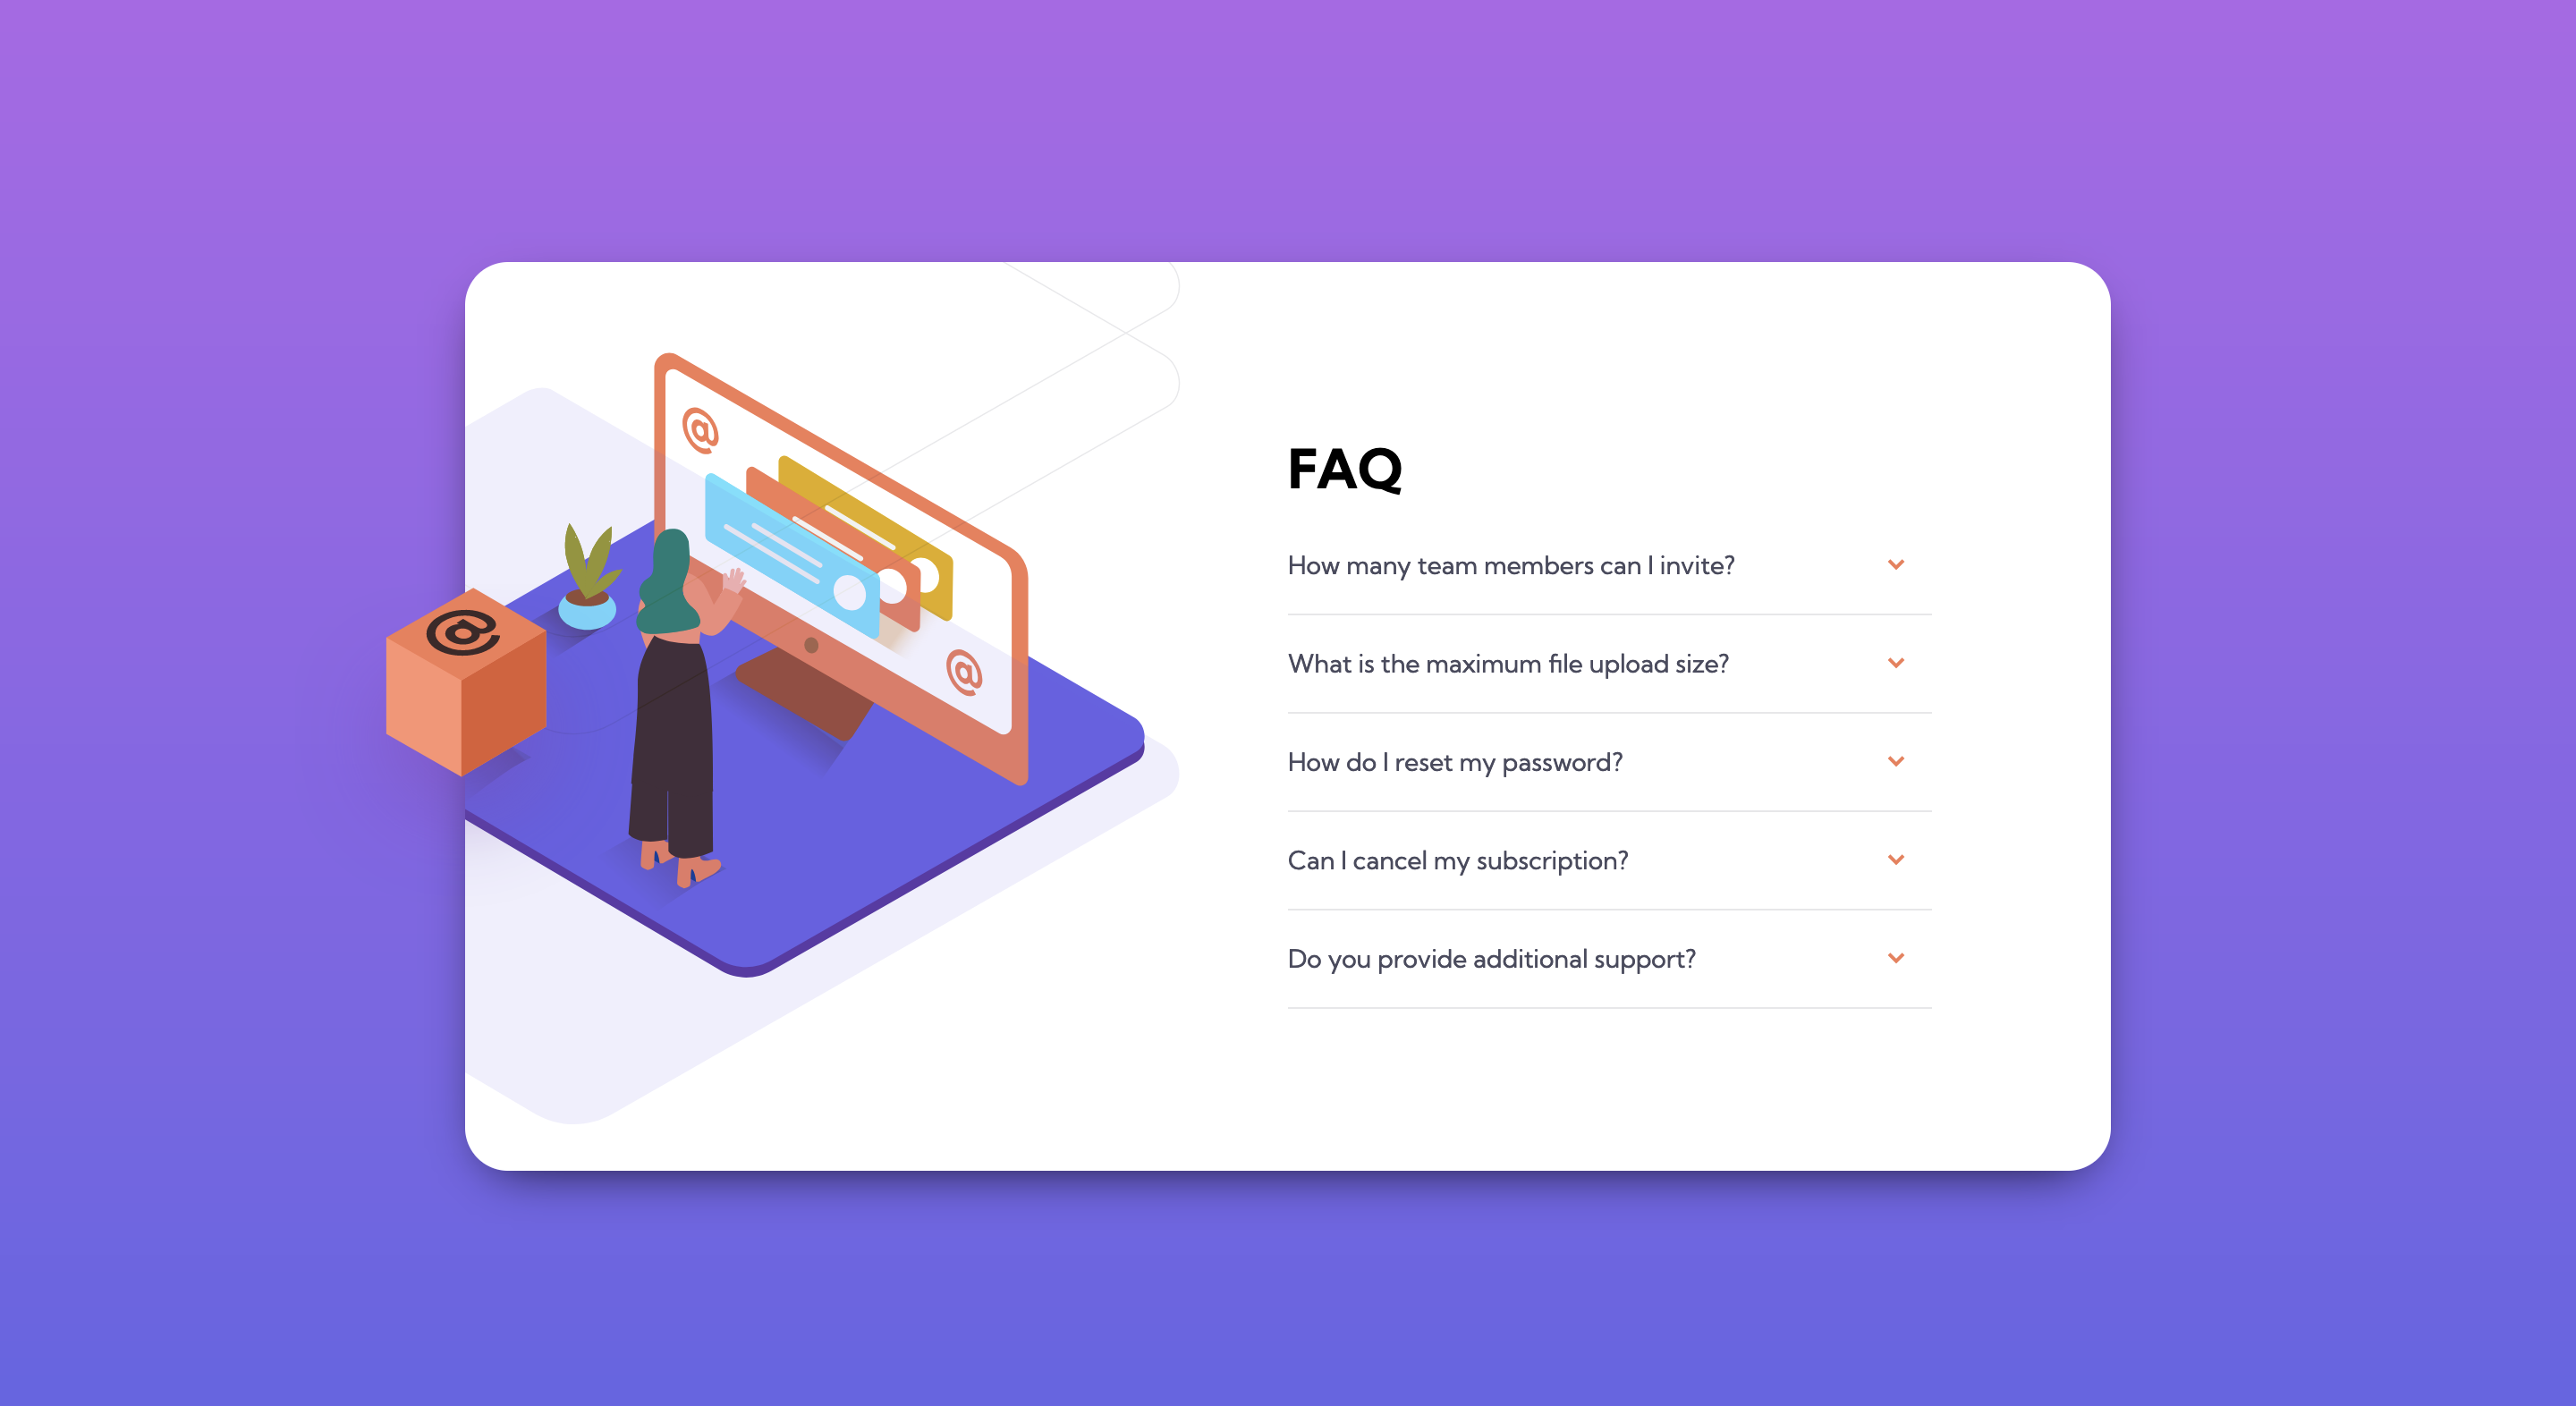 @
@
@
FAQ
How many team members can I invite?
What is the maximum file upload size?
How do I reset my password?
Can I cancel my subscription?
Do you provide additional support?